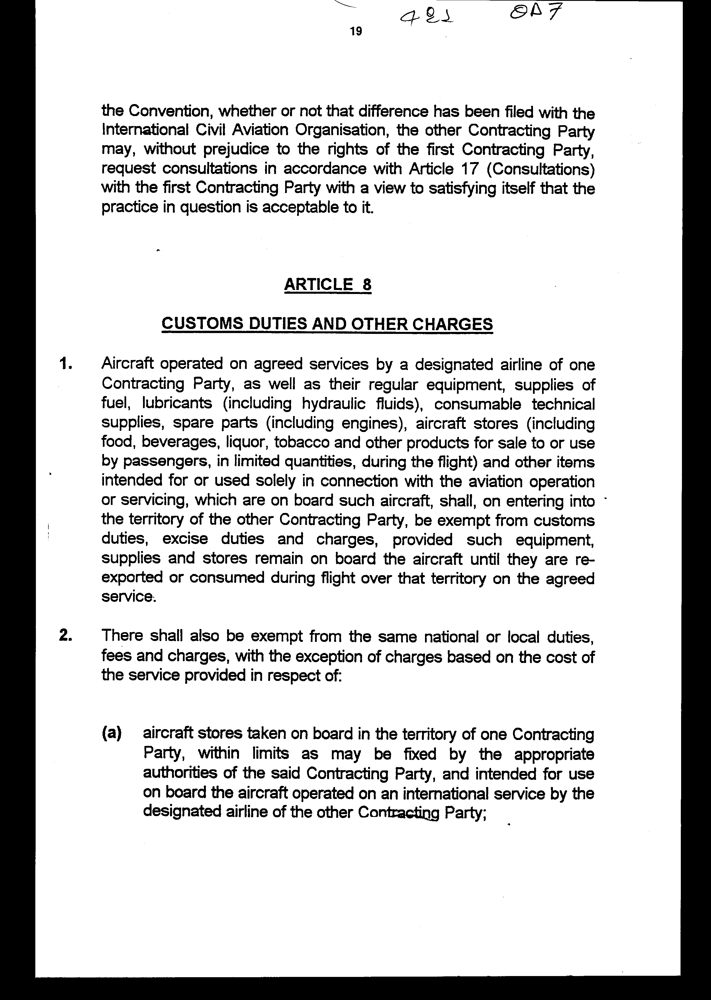 19
the Convention, whether or not that difference has been filed with the
International Civil Aviation Organisation, the other Contracting Party
may, without prejudice to the rights of the first Contracting Party,
request consultations in accordance with Article 17 (Consultations)
with the first Contracting Party with a view to satisfying itself that the
practice in question is acceptable to it.
ARTICLE 8
CUSTOMS DUTIES AND OTHER CHARGES
1. Aircraft operated on agreed services by a designated airline of one
Contracting Party, as well as their regular equipment, supplies of
fuel, lubricants (including hydraulic fluids), consumable technical
supplies, spare parts (including engines), aircraft stores (including
food, beverages, liquor, tobacco and other products for sale to or use
by passengers, in limited quantities, during the flight) and other items
intended for or used solely in connection with the aviation operation
or servicing, which are on board such aircraft, shall, on entering into
the territory of the other Contracting Party, be exempt from customs
duties, excise duties and charges, provided such equipment,
supplies and stores remain on board the aircraft until they are re-
exported or consumed during flight over that territory on the agreed
service.
2. There shall also be exempt from the same national or local duties,
fees and charges, with the exception of charges based on the cost of
the service provided in respect of:
(a) aircraft stores taken on board in the territory of one Contracting
Party, within limits as may be fixed by the appropriate
authorities of the said Contracting Party, and intended for use
on board the aircraft operated on an international service by the
designated airline of the other Contracting Party;